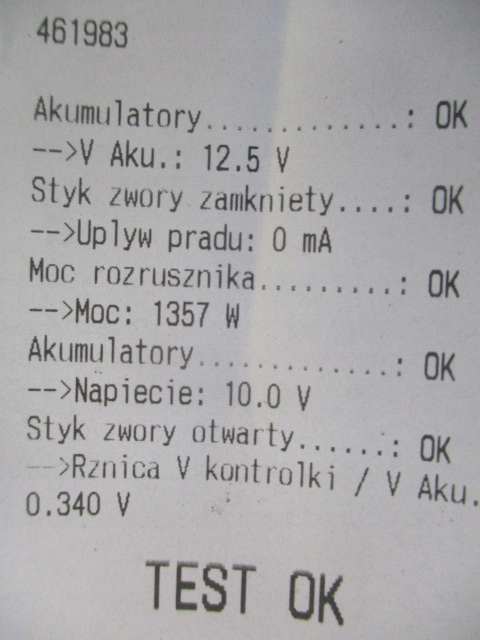 461983
Akumulatory..............: OK
-->V Aku.: 12.5 V
Styk zwory zamkniety....: OK
-->Uplyw pradu: 0 mA
Moc rozrusznika.........: OK
-->Moc: 1357 W
Akumulatory.............: OK
-->Napiecie: 10.0 V
Styk zwory otwarty......: OK
-->Rznica V kontrolki / V Aku.
0.340 V
TEST OK